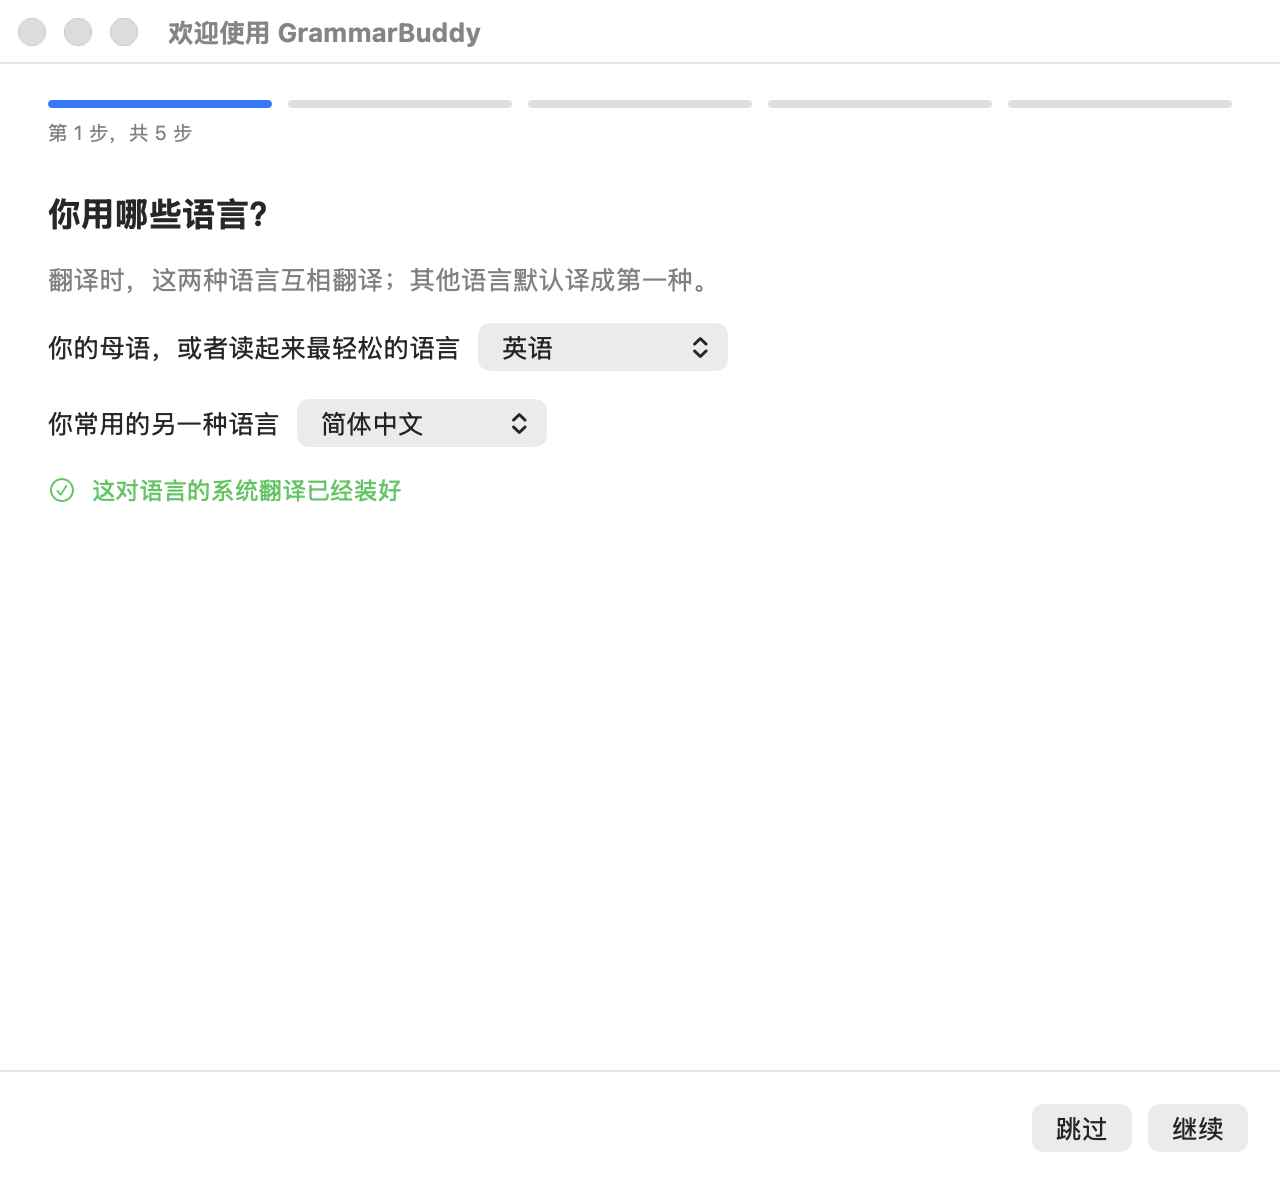 欢迎使用 GrammarBuddy
第 1 步，共 5 步
你用哪些语言？
翻译时，这两种语言互相翻译；其他语言默认译成第一种。
你的母语，或者读起来最轻松的语言 英语
你常用的另一种语言 简体中文
这对语言的系统翻译已经装好
跳过 继续